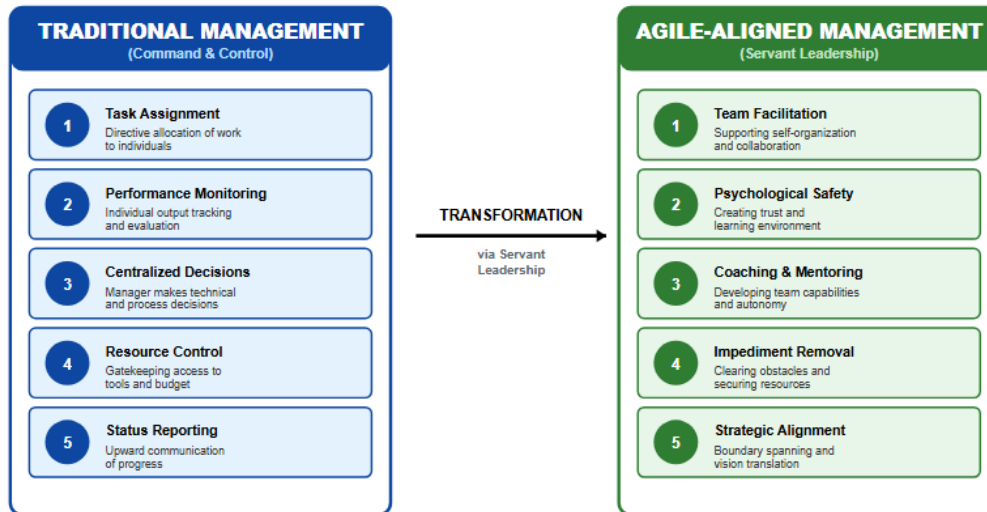 TRADITIONAL MANAGEMENT
(Command & Control)
1
Task Assignment
Directive allocation of work
to individuals
2
Performance Monitoring
Individual output tracking
and evaluation
3
Centralized Decisions
Manager makes technical
and process decisions
4
Resource Control
Gatekeeping access to
tools and budget
5
Status Reporting
Upward communication
of progress
TRANSFORMATION
via Servant
Leadership
AGILE-ALIGNED MANAGEMENT
(Servant Leadership)
1
Team Facilitation
Supporting self-organization
and collaboration
2
Psychological Safety
Creating trust and
learning environment
3
Coaching & Mentoring
Developing team capabilities
and autonomy
4
Impediment Removal
Clearing obstacles and
securing resources
5
Strategic Alignment
Boundary spanning and
vision translation